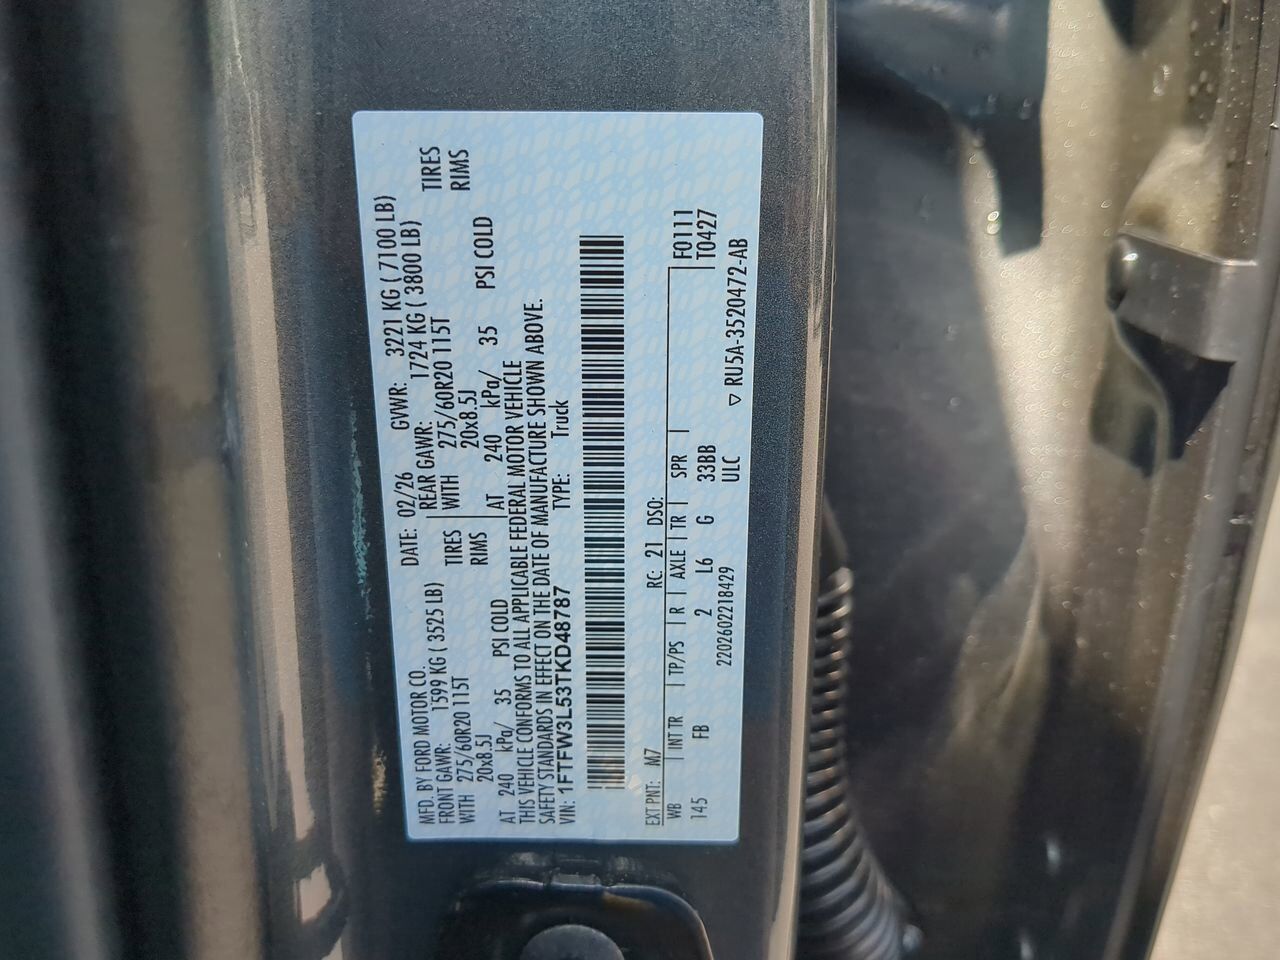 MFD. BY FORD MOTOR CO. DATE: 02/26 GVWR: 3221 KG ( 7100 LB)
FRONT GAWR: 1599 KG ( 3525 LB) REAR GAWR: 1724 KG ( 3800 LB)
WITH 275/60R20 115T TIRES WITH 275/60R20 115T TIRES
20x8.5J RIMS 20x8.5J RIMS
AT 240 kPa/ 35 PSI COLD AT 240 kPa/ 35 PSI COLD
THIS VEHICLE CONFORMS TO ALL APPLICABLE FEDERAL MOTOR VEHICLE
SAFETY STANDARDS IN EFFECT ON THE DATE OF MANUFACTURE SHOWN ABOVE.
VIN: 1FTFW3L53TKD48787 TYPE: Truck
EXT PNT: M7 RC: 21 DSO: F0111
WB | INT TR | TP/PS | R | AXLE | TR | SPR | T0427
145 FB 2 L6 G 33BB
2202602218429 ULC ▽ RU5A-3520472-AB